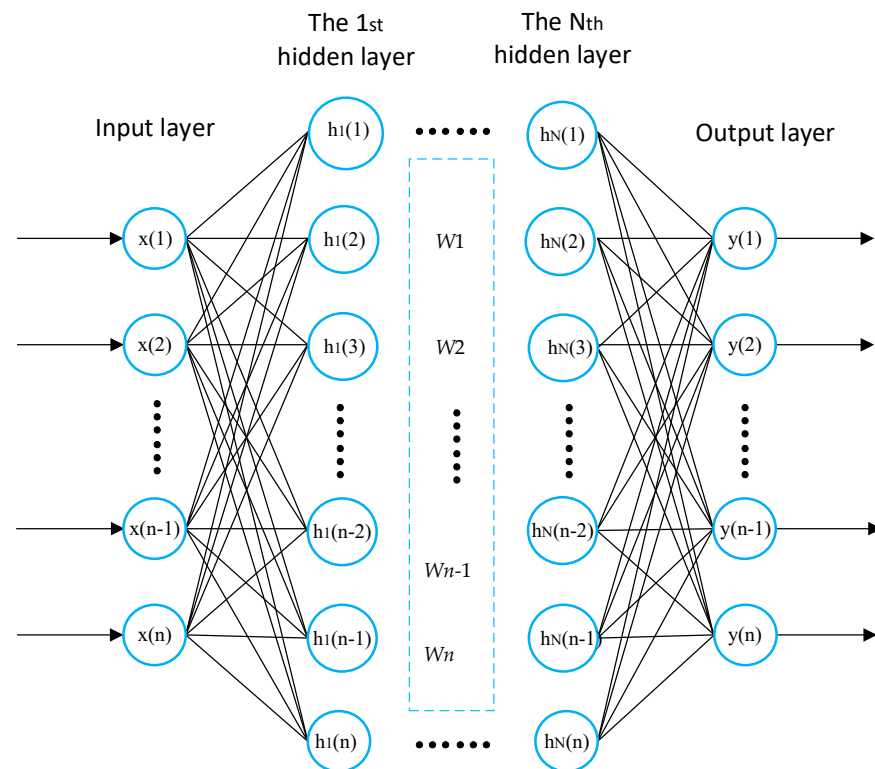 The 1st
hidden layer
The Nth
hidden layer
Input layer
Output layer
h1(1)
hN(1)
x(1)
h1(2)
W1
hN(2)
y(1)
x(2)
h1(3)
W2
hN(3)
y(2)
x(n-1)
h1(n-2)
hN(n-2)
y(n-1)
Wn-1
x(n)
h1(n-1)
Wn
hN(n-1)
y(n)
h1(n)
hN(n)